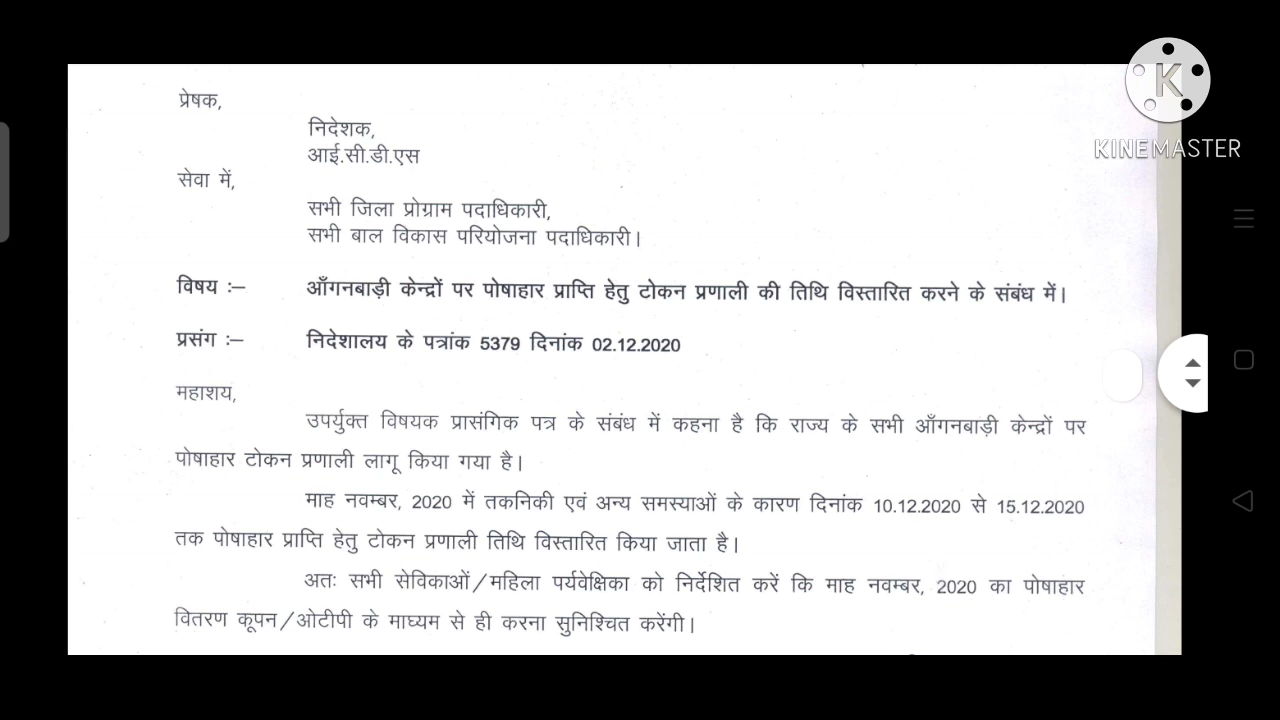 KINEMASTER
प्रेषक,
निदेशक,
आई.सी.डी.एस
सेवा में,
सभी जिला प्रोग्राम पदाधिकारी,
सभी बाल विकास परियोजना पदाधिकारी।
विषय :– आँगनबाड़ी केन्द्रों पर पोषाहार प्राप्ति हेतु टोकन प्रणाली की तिथि विस्तारित करने के संबंध में।
प्रसंग :– निदेशालय के पत्रांक 5379 दिनांक 02.12.2020
महाशय,
उपर्युक्त विषयक प्रासंगिक पत्र के संबंध में कहना है कि राज्य के सभी आँगनबाड़ी केन्द्रों पर
पोषाहार टोकन प्रणाली लागू किया गया है।
माह नवम्बर, 2020 में तकनिकी एवं अन्य समस्याओं के कारण दिनांक 10.12.2020 से 15.12.2020
तक पोषाहार प्राप्ति हेतु टोकन प्रणाली तिथि विस्तारित किया जाता है।
अतः सभी सेविकाओं/महिला पर्यवेक्षिका को निर्देशित करें कि माह नवम्बर, 2020 का पोषाहार
वितरण कूपन/ओटीपी के माघ्यम से ही करना सुनिश्चित करेंगी।